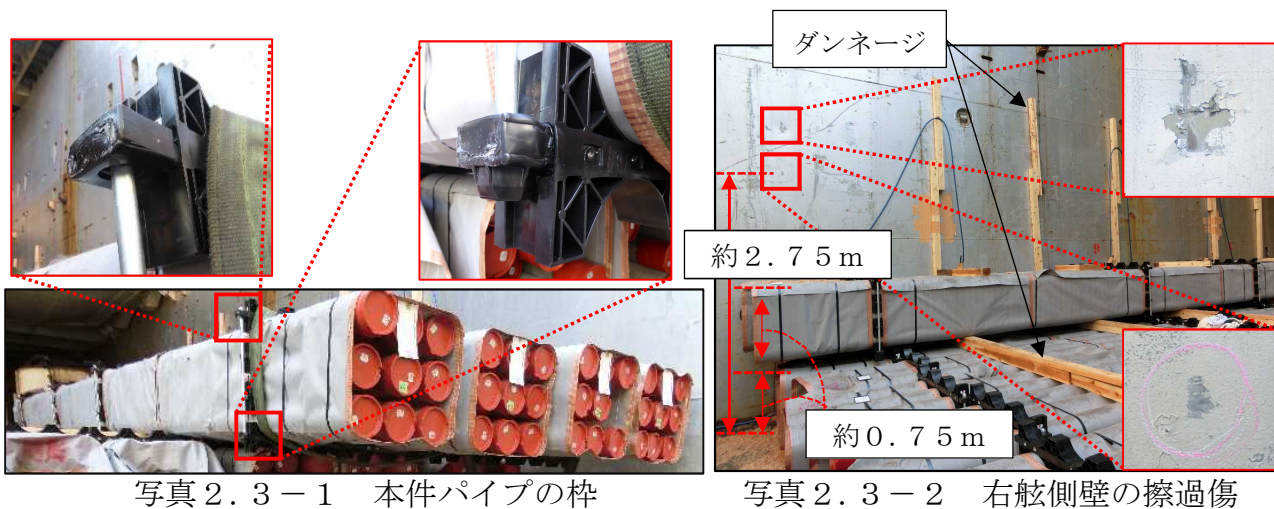 ダンネージ
約2.75m
約0.75m
写真2.3-1 本件パイプの枠
写真2.3-2 右舷側壁の擦過傷